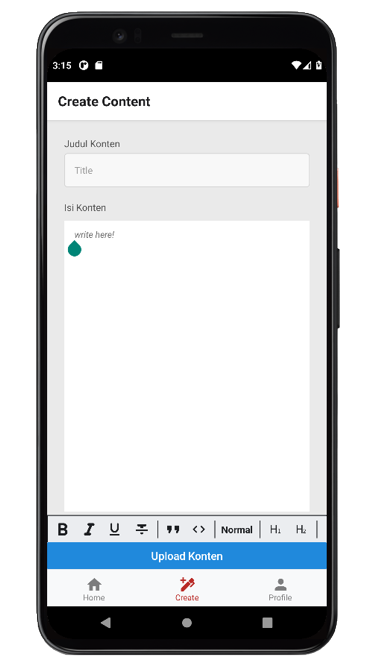 3:15
Create Content
Judul Konten
Title
Isi Konten
write here!
B I U S " <> Normal H1 H2
Upload Konten
Home Create Profile